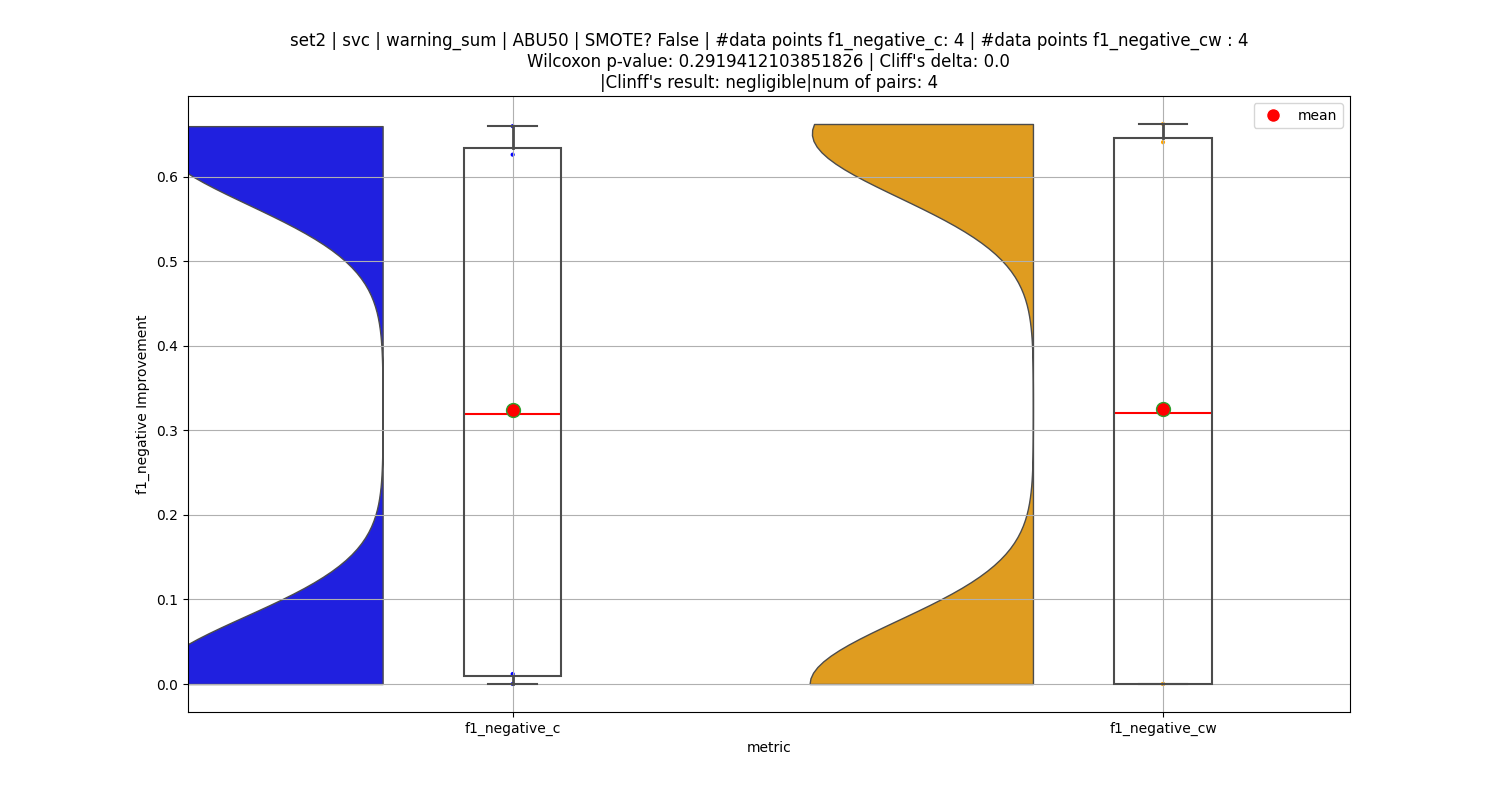 set2 | svc | warning_sum | ABU50 | SMOTE? False | #data points f1_negative_c: 4 | #data points f1_negative_cw : 4
Wilcoxon p-value: 0.2919412103851826 | Cliff's delta: 0.0
|Clinff's result: negligible|num of pairs: 4
mean
0.6
0.5
0.4
0.3
0.2
0.1
0.0
f1_negative Improvement
f1_negative_c
f1_negative_cw
metric